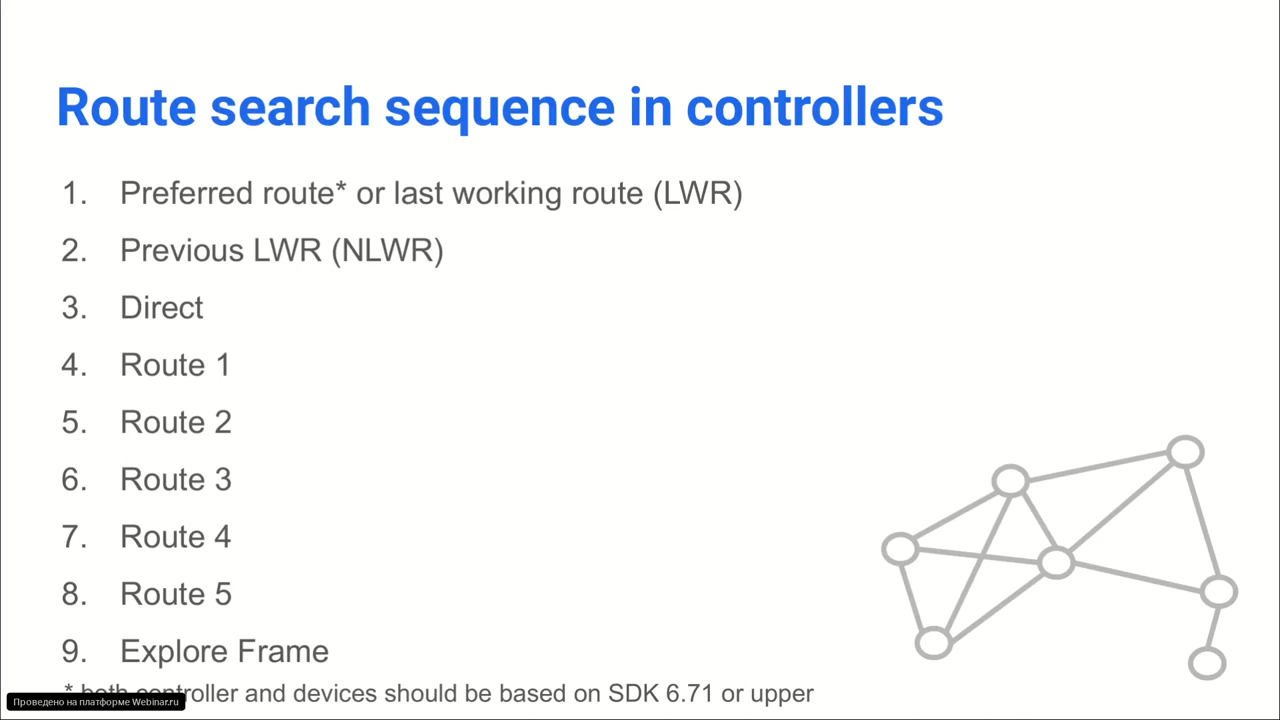 Route search sequence in controllers
1. Preferred route* or last working route (LWR)
2. Previous LWR (NLWR)
3. Direct
4. Route 1
5. Route 2
6. Route 3
7. Route 4
8. Route 5
9. Explore Frame
* both controller and devices should be based on SDK 6.71 or upper
Проведено на платформе Webinar.ru